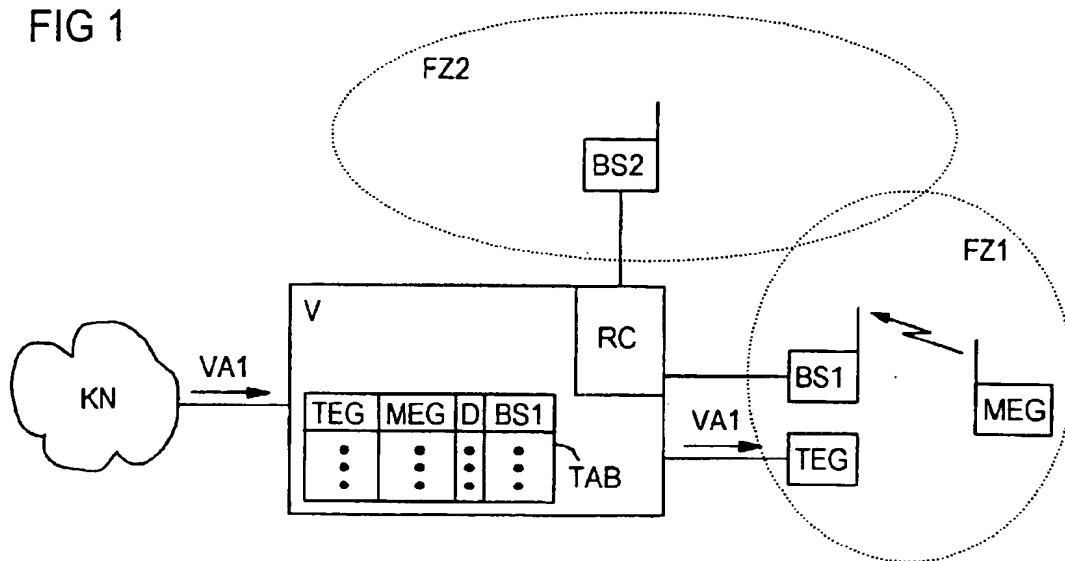 FIG 1
FZ2
BS2
FZ1
V
RC
VA1
KN
BS1
MEG
TEG MEG D BS1
VA1
TEG
TAB